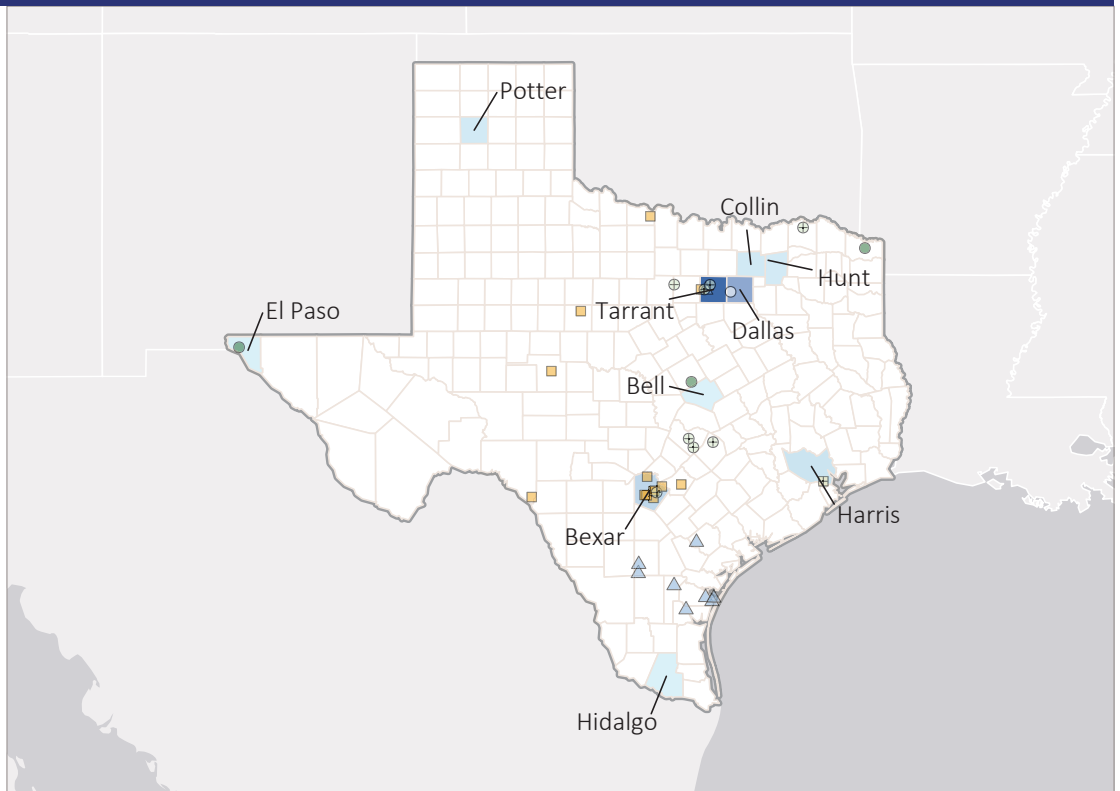 Potter
Collin
Hunt
El Paso
Tarrant
Dallas
Bell
Harris
Bexar
Hidalgo